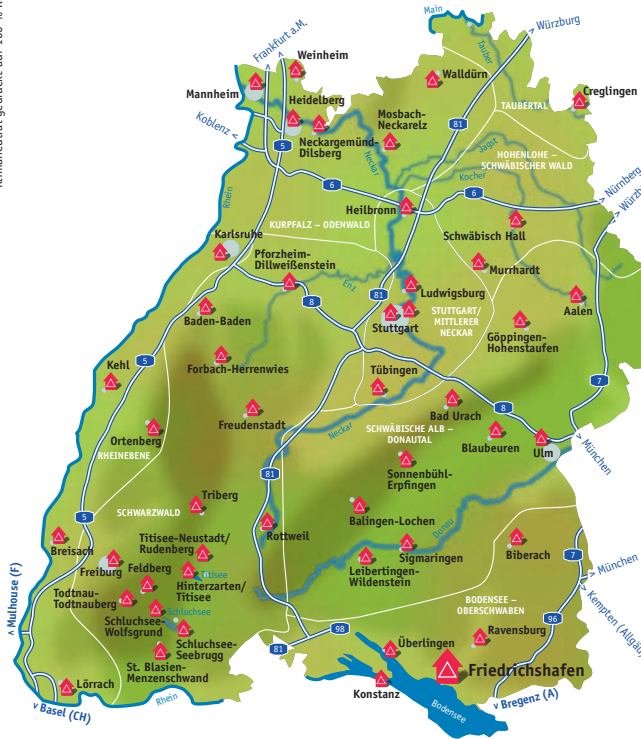 Main
> Würzburg
Frankfurt a.M.
>
>
Weinheim
Tauber
Walldürn
Mannheim
Creglingen
Heidelberg
TAUBERTAL
Koblenz <
Mosbach-
Neckarelz
81
5
Neckargemünd-
Dilsberg
Jagst
HOHENLOHE –
SCHWÄBISCHER WALD
Neckar
Kocher
Rhein
6
6
6
> Nürnberg
> Würzb
Heilbronn
KURPFALZ – ODENWALD
Schwäbisch Hall
Karlsruhe
Pforzheim-
Dillweißenstein
Murrhardt
Enz
81
Ludwigsburg
8
Aalen
Baden-Baden
Stuttgart
STUTTGART/
MITTLERER
NECKAR
Göppingen-
Hohenstaufen
5
Forbach-Herrenwies
Kehl
Tübingen
7
Bad Urach
8
Freudenstadt
Neckar
Ortenberg
SCHWÄBISCHE ALB –
DONAUTAL
Blaubeuren
Ulm
> München
RHEINEBENE
Sonnenbühl-
Erpfingen
81
Triberg
SCHWARZWALD
5
Balingen-Lochen
Rottweil
Donau
Titisee-Neustadt/
Rudenberg
Breisach
Biberach
Sigmaringen
7
Freiburg
Feldberg
Titisee
Leibertingen-
Wildenstein
> München
Hinterzarten/
Titisee
Todtnau-
Todtnauberg
> Kempten (Allgäu
BODENSEE –
OBERSCHWABEN
Schluchsee
< Mulhouse (F)
Schluchsee-
Wolfsgrund
96
98
Ravensburg
Überlingen
81
Schluchsee-
Seebrugg
St. Blasien-
Menzenschwand
Friedrichshafen
Lörrach
Konstanz
Rhein
v Basel (CH)
Bodensee
v Bregenz (A)